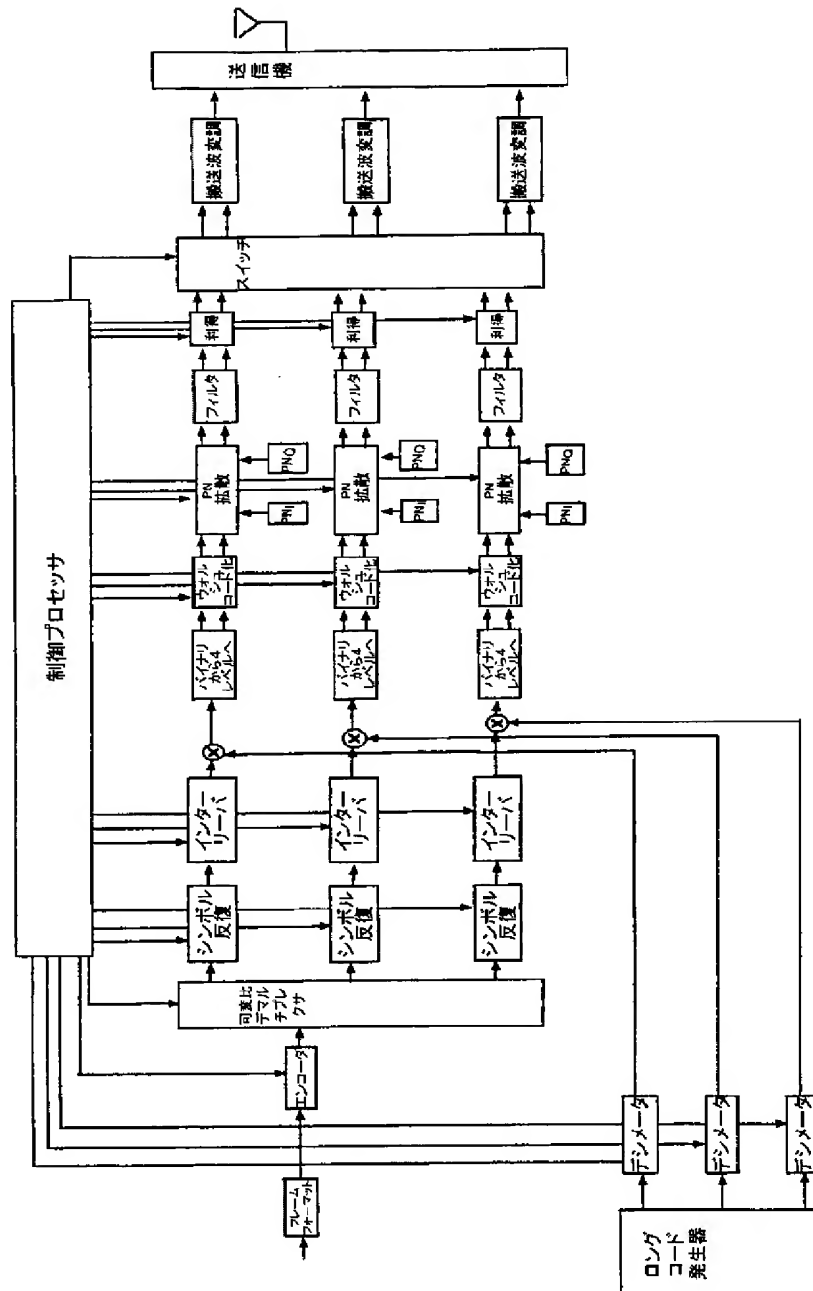 送信機
搬送波変調
搬送波変調
搬送波変調
スイッチ
制御プロセッサ
利得
利得
利得
フィルタ
フィルタ
フィルタ
PN
拡散
PNI
PNQ
PN
拡散
PNI
PNQ
PN
拡散
PNI
PNQ
ウォル
シュ
コード化
ウォル
シュ
コード化
ウォル
シュ
コード化
バイナリ
から4
レベルへ
バイナリ
から4
レベルへ
バイナリ
から4
レベルへ
X
X
X
インター
リーバ
インター
リーバ
インター
リーバ
シンボル
反復
シンボル
反復
シンボル
反復
可変比
デマル
チプレ
クサ
エンコーダ
フレーム
フォーマット
デシメータ
デシメータ
デシメータ
ロング
コード
発生器